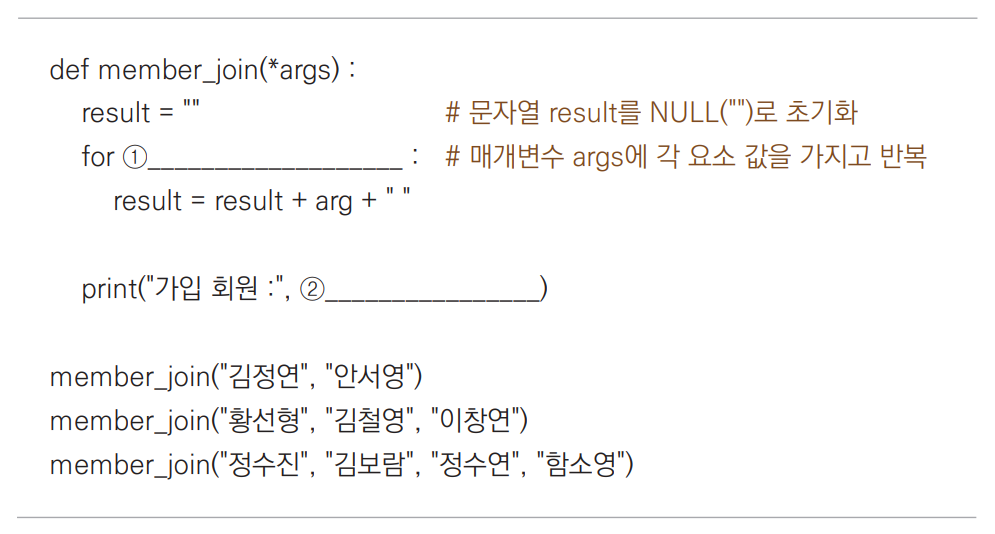 def member_join(*args) :
result = "" # 문자열 result를 NULL("")로 초기화
for ①___________________ : # 매개변수 args에 각 요소 값을 가지고 반복
result = result + arg + " "
print("가입 회원 :", ②________________)
member_join("김정연", "안서영")
member_join("황선형", "김철영", "이창연")
member_join("정수진", "김보람", "정수연", "함소영")